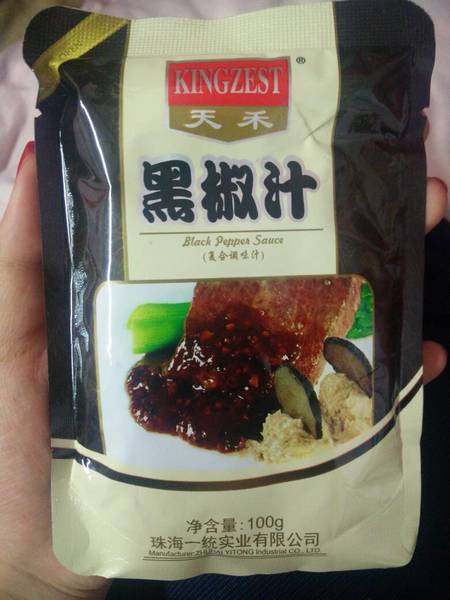 KINGZEST®
天禾
黑椒汁
Black Pepper Sauce
(复合调味汁)
净含量:100g
珠海一统实业有限公司
Manufacturer:ZHUHAI YITONG Industrial CO., LTD